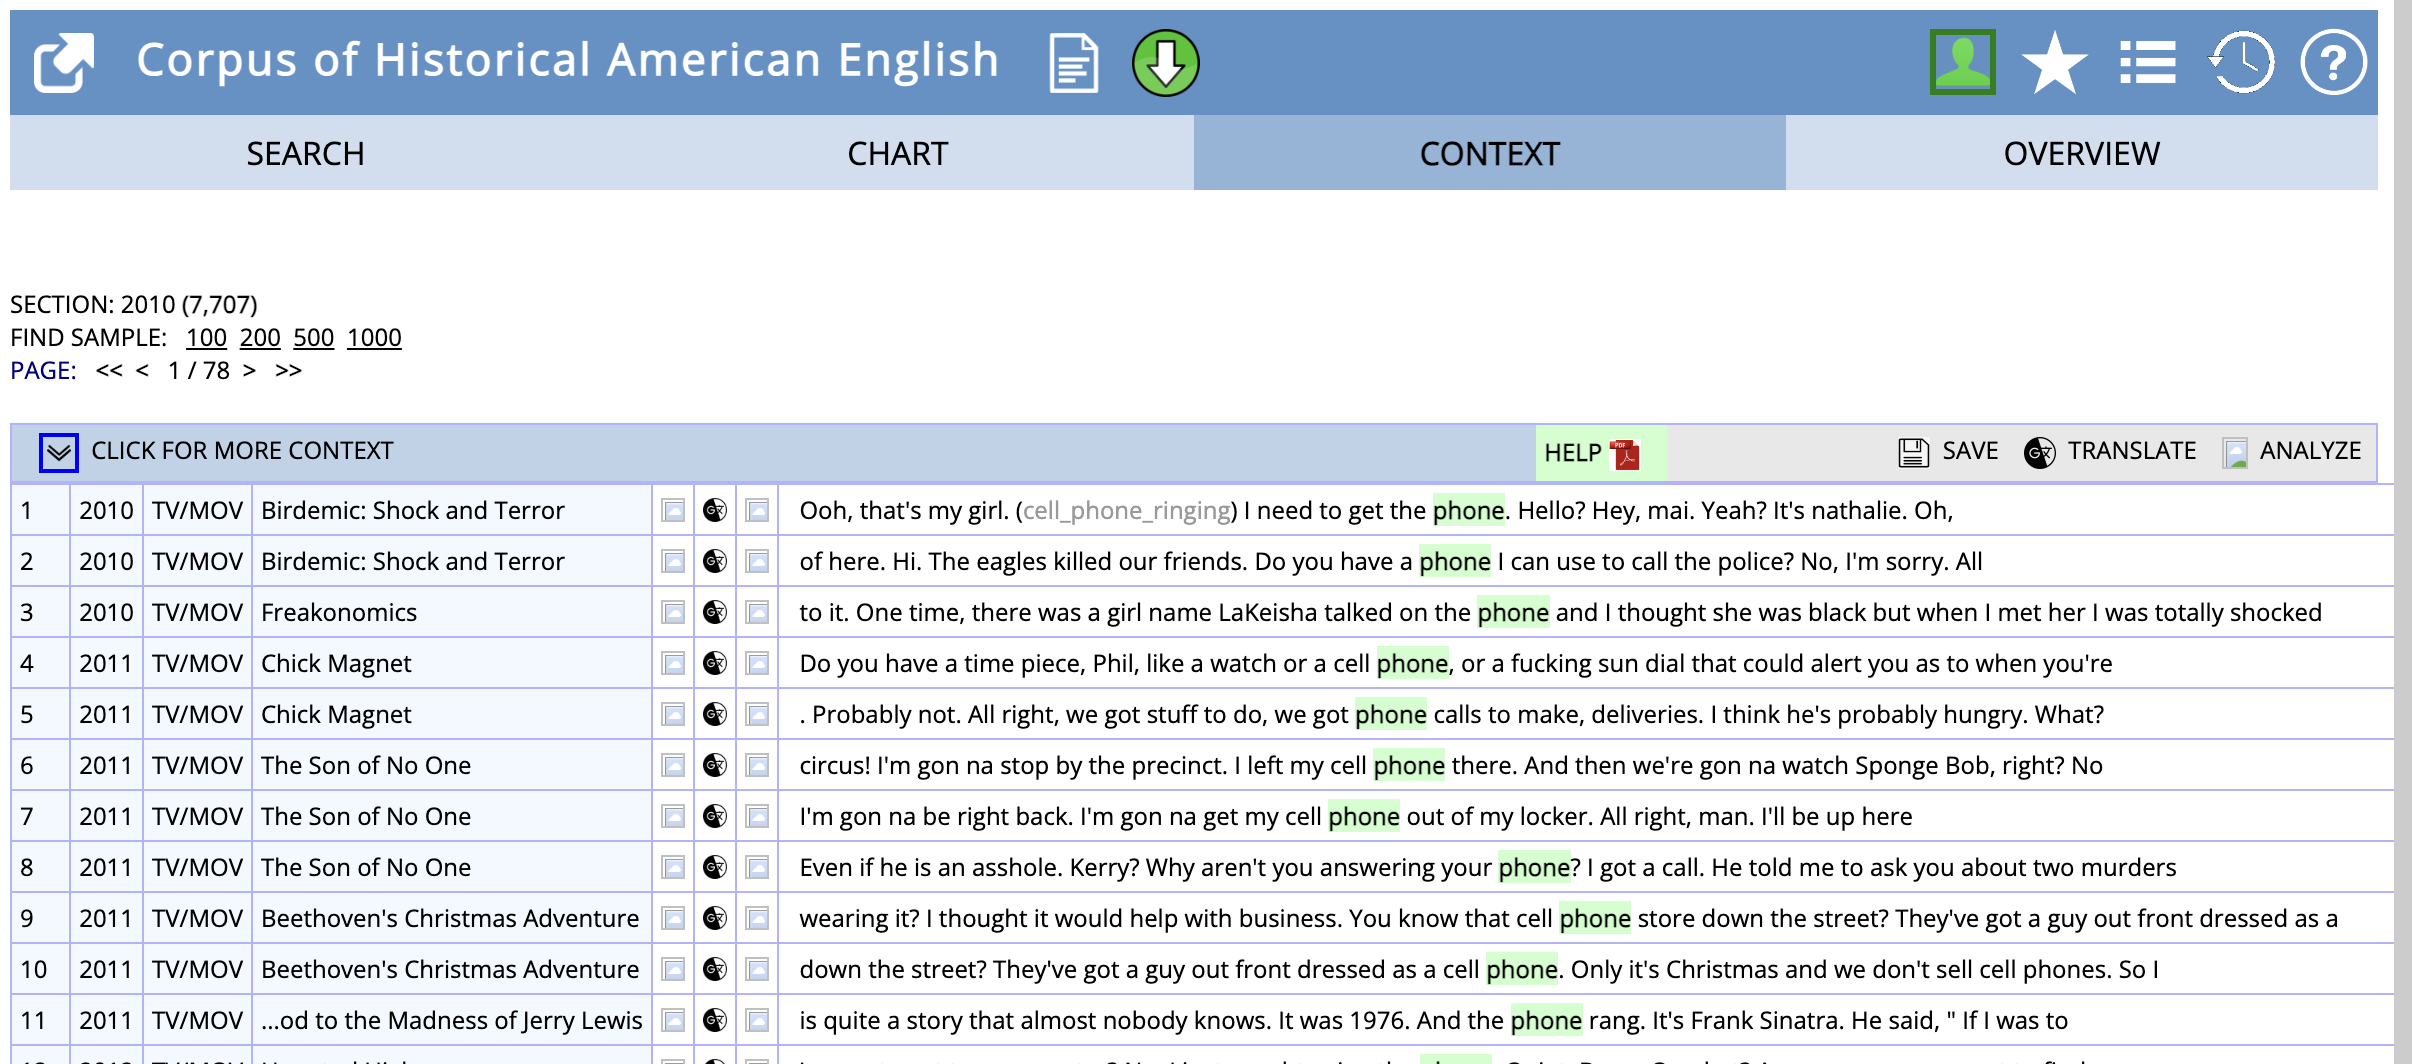 Corpus of Historical American English
SEARCH CHART CONTEXT OVERVIEW
SECTION: 2010 (7,707)
FIND SAMPLE: 100 200 500 1000
PAGE: << < 1 / 78 > >>
CLICK FOR MORE CONTEXT HELP SAVE TRANSLATE ANALYZE
1 2010 TV/MOV Birdemic: Shock and Terror Ooh, that's my girl. (cell_phone_ringing) I need to get the phone. Hello? Hey, mai. Yeah? It's nathalie. Oh,
2 2010 TV/MOV Birdemic: Shock and Terror of here. Hi. The eagles killed our friends. Do you have a phone I can use to call the police? No, I'm sorry. All
3 2010 TV/MOV Freakonomics to it. One time, there was a girl name LaKeisha talked on the phone and I thought she was black but when I met her I was totally shocked
4 2011 TV/MOV Chick Magnet Do you have a time piece, Phil, like a watch or a cell phone, or a fucking sun dial that could alert you as to when you're
5 2011 TV/MOV Chick Magnet . Probably not. All right, we got stuff to do, we got phone calls to make, deliveries. I think he's probably hungry. What?
6 2011 TV/MOV The Son of No One circus! I'm gon na stop by the precinct. I left my cell phone there. And then we're gon na watch Sponge Bob, right? No
7 2011 TV/MOV The Son of No One I'm gon na be right back. I'm gon na get my cell phone out of my locker. All right, man. I'll be up here
8 2011 TV/MOV The Son of No One Even if he is an asshole. Kerry? Why aren't you answering your phone? I got a call. He told me to ask you about two murders
9 2011 TV/MOV Beethoven's Christmas Adventure wearing it? I thought it would help with business. You know that cell phone store down the street? They've got a guy out front dressed as a
10 2011 TV/MOV Beethoven's Christmas Adventure down the street? They've got a guy out front dressed as a cell phone. Only it's Christmas and we don't sell cell phones. So I
11 2011 TV/MOV ...od to the Madness of Jerry Lewis is quite a story that almost nobody knows. It was 1976. And the phone rang. It's Frank Sinatra. He said, " If I was to